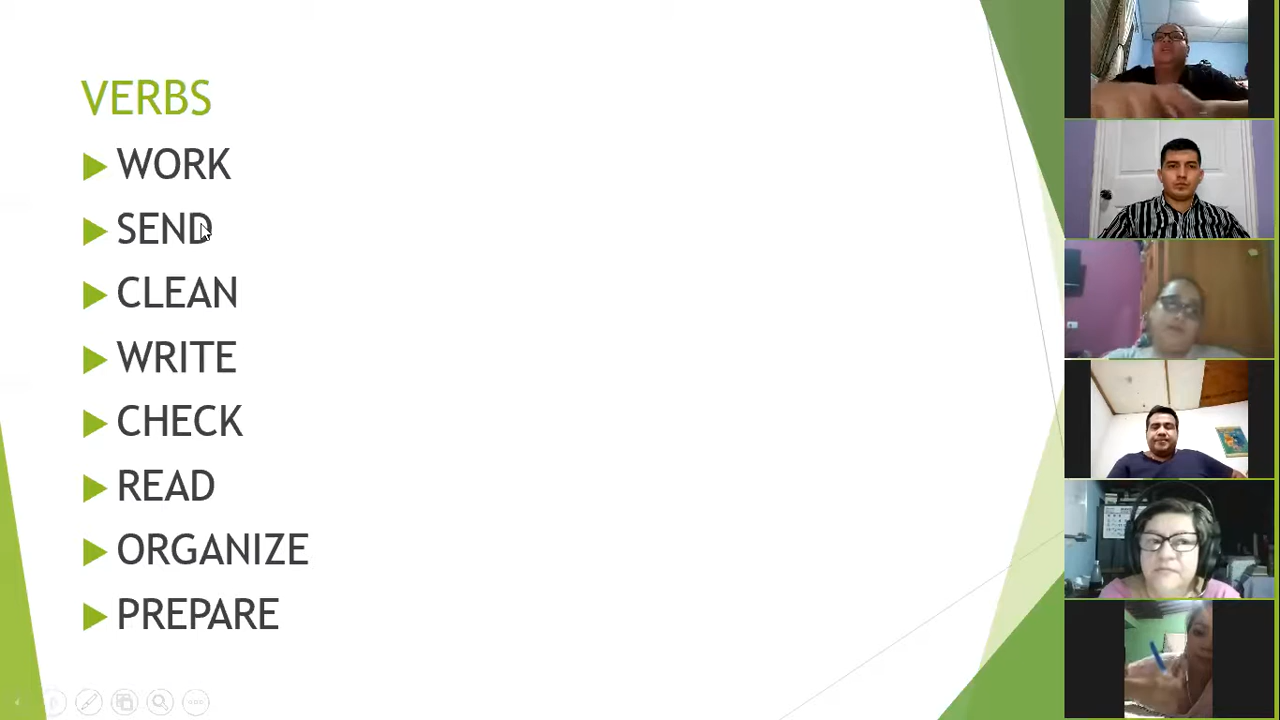 VERBS
WORK
SEND
CLEAN
WRITE
CHECK
READ
ORGANIZE
PREPARE